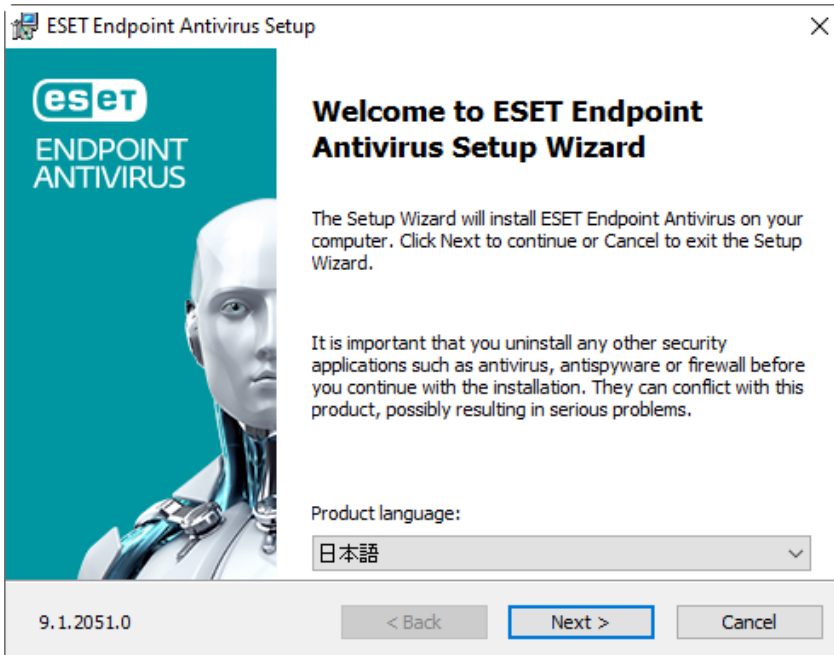 ESET Endpoint Antivirus Setup
eseT
ENDPOINT
ANTIVIRUS
Welcome to ESET Endpoint
Antivirus Setup Wizard
The Setup Wizard will install ESET Endpoint Antivirus on your
computer. Click Next to continue or Cancel to exit the Setup
Wizard.
It is important that you uninstall any other security
applications such as antivirus, antispyware or firewall before
you continue with the installation. They can conflict with this
product, possibly resulting in serious problems.
Product language:
日本語
9.1.2051.0
< Back
Next >
Cancel